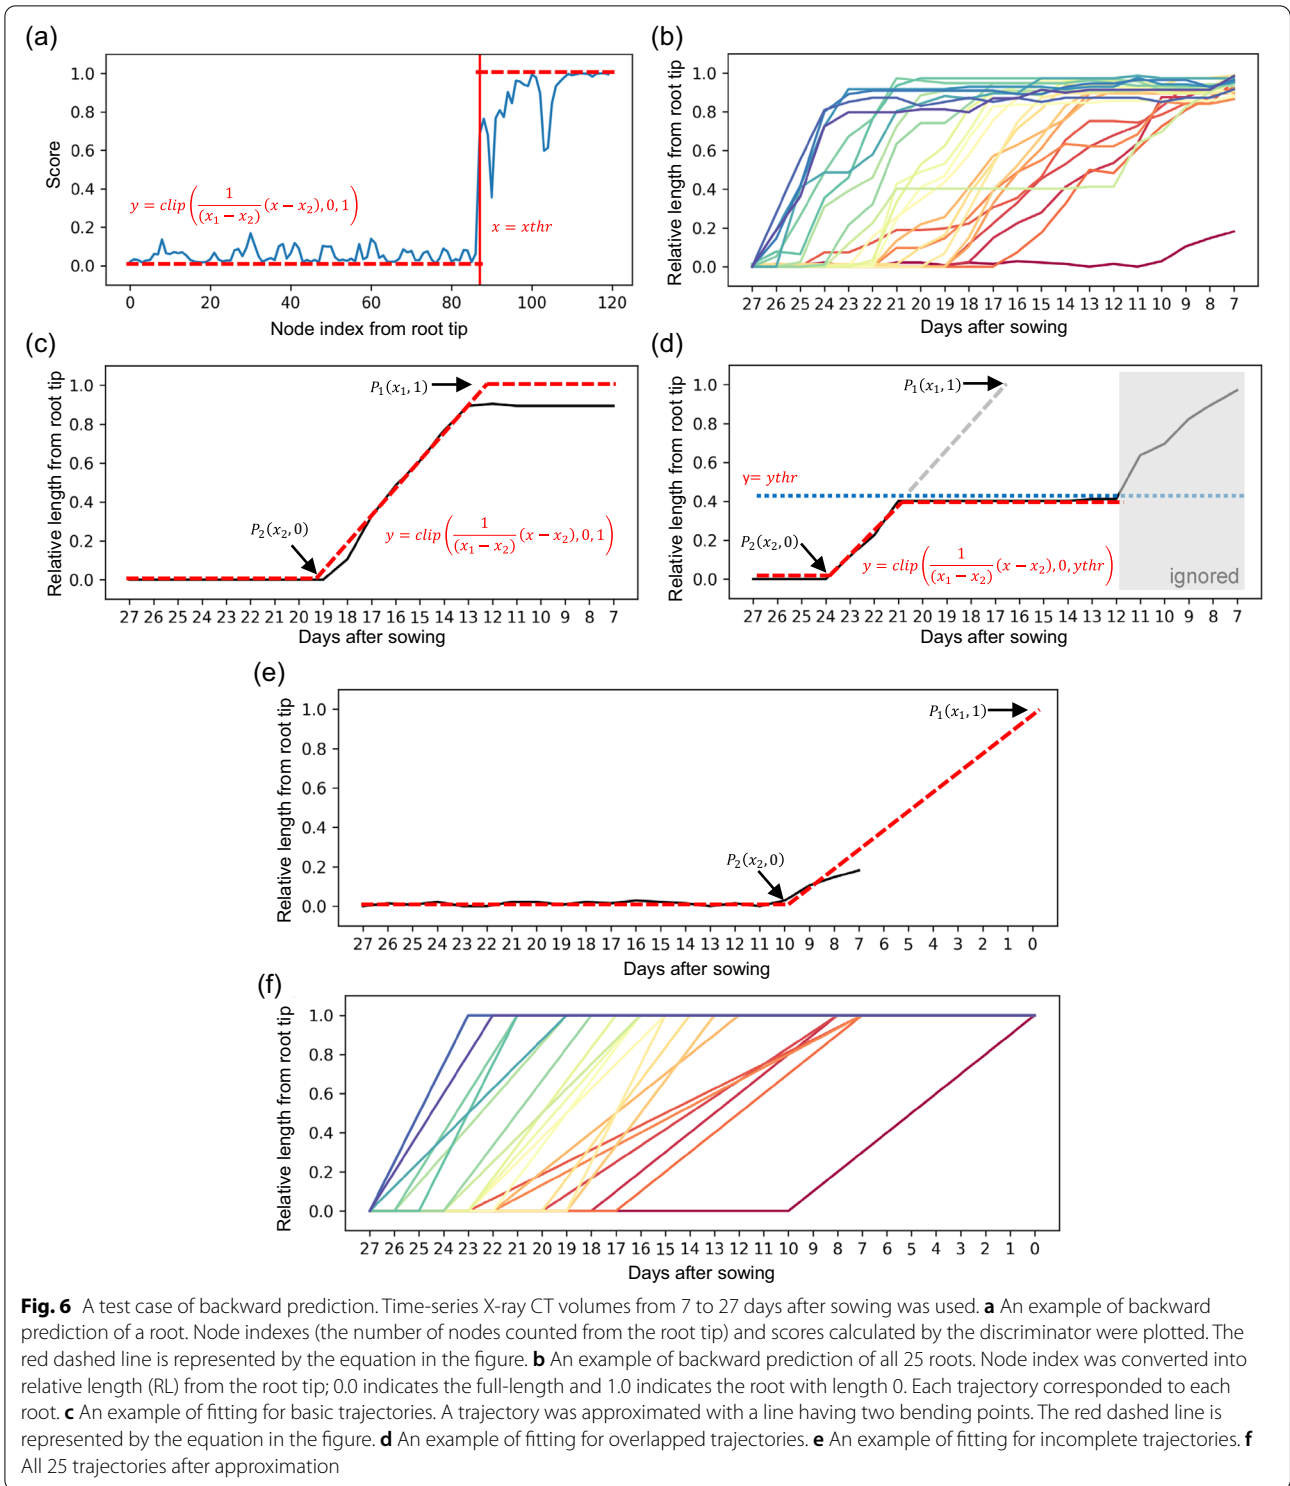 (a)
Score
1.0
0.8
0.6
0.4
0.2
0.0
y = clip(1/(x₁ − x₂) (x − x₂), 0, 1)
x = xthr
0 20 40 60 80 100 120
Node index from root tip
(b)
Relative length from root tip
1.0
0.8
0.6
0.4
0.2
0.0
27 26 25 24 23 22 21 20 19 18 17 16 15 14 13 12 11 10 9 8 7
Days after sowing
(c)
Relative length from root tip
1.0
0.8
0.6
0.4
0.2
0.0
P₁(x₁, 1)
P₂(x₂, 0)
y = clip(1/(x₁ − x₂) (x − x₂), 0, 1)
27 26 25 24 23 22 21 20 19 18 17 16 15 14 13 12 11 10 9 8 7
Days after sowing
(d)
Relative length from root tip
1.0
0.8
0.6
0.4
0.2
0.0
P₁(x₁, 1)
y= ythr
P₂(x₂, 0)
y = clip(1/(x₁ − x₂) (x − x₂), 0, ythr)
ignored
27 26 25 24 23 22 21 20 19 18 17 16 15 14 13 12 11 10 9 8 7
Days after sowing
(e)
Relative length from root tip
1.0
0.8
0.6
0.4
0.2
0.0
P₁(x₁, 1)
P₂(x₂, 0)
27 26 25 24 23 22 21 20 19 18 17 16 15 14 13 12 11 10 9 8 7 6 5 4 3 2 1 0
Days after sowing
(f)
Relative length from root tip
1.0
0.8
0.6
0.4
0.2
0.0
27 26 25 24 23 22 21 20 19 18 17 16 15 14 13 12 11 10 9 8 7 6 5 4 3 2 1 0
Days after sowing
Fig. 6 A test case of backward prediction. Time-series X-ray CT volumes from 7 to 27 days after sowing was used. a An example of backward
prediction of a root. Node indexes (the number of nodes counted from the root tip) and scores calculated by the discriminator were plotted. The
red dashed line is represented by the equation in the figure. b An example of backward prediction of all 25 roots. Node index was converted into
relative length (RL) from the root tip; 0.0 indicates the full-length and 1.0 indicates the root with length 0. Each trajectory corresponded to each
root. c An example of fitting for basic trajectories. A trajectory was approximated with a line having two bending points. The red dashed line is
represented by the equation in the figure. d An example of fitting for overlapped trajectories. e An example of fitting for incomplete trajectories. f
All 25 trajectories after approximation